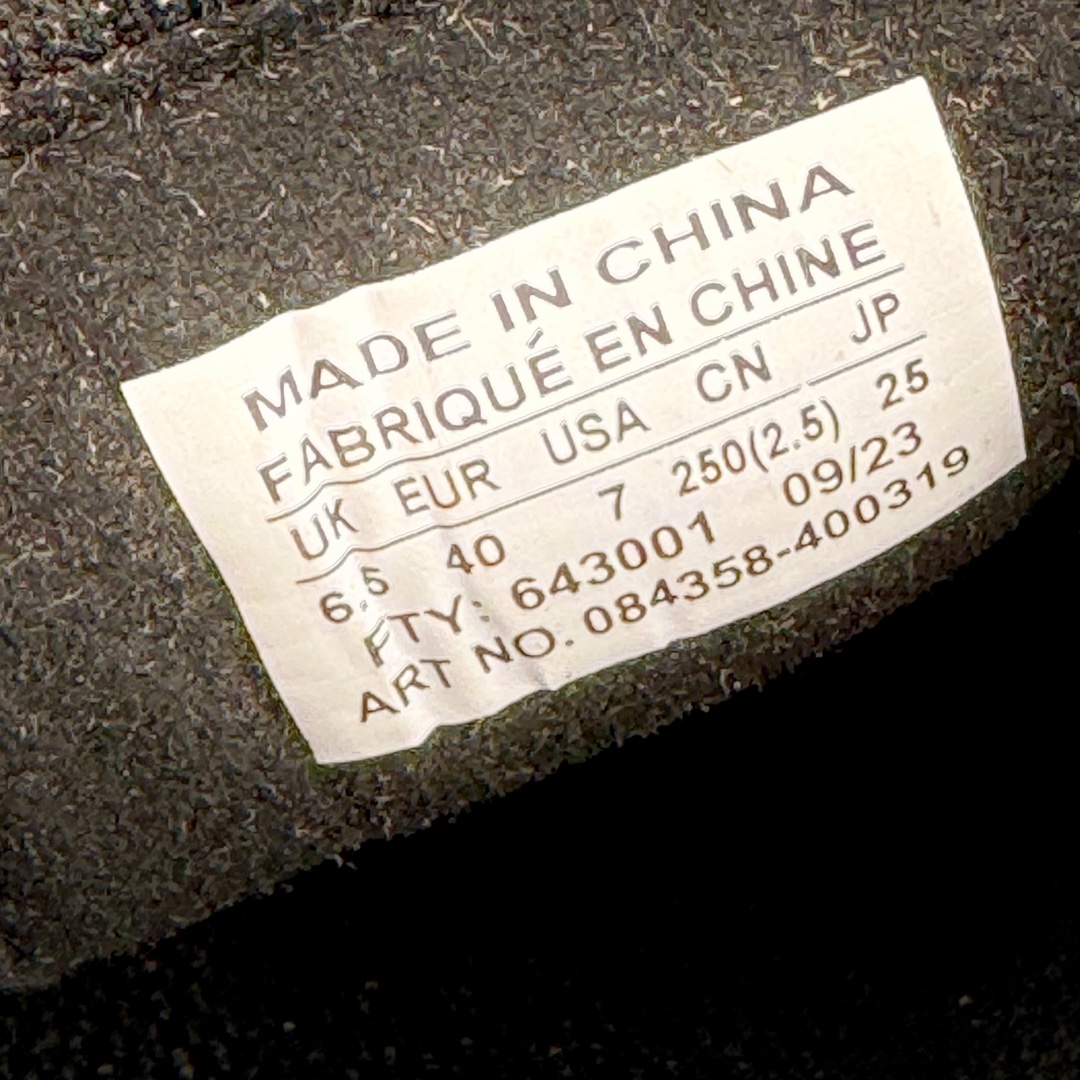 MADE IN CHINA
FABRIQUÉ EN CHINE
UK EUR USA CN JP
6.5 40 7 250(2.5) 25
FTY: 643001 09/23
ART NO. 084358-400319